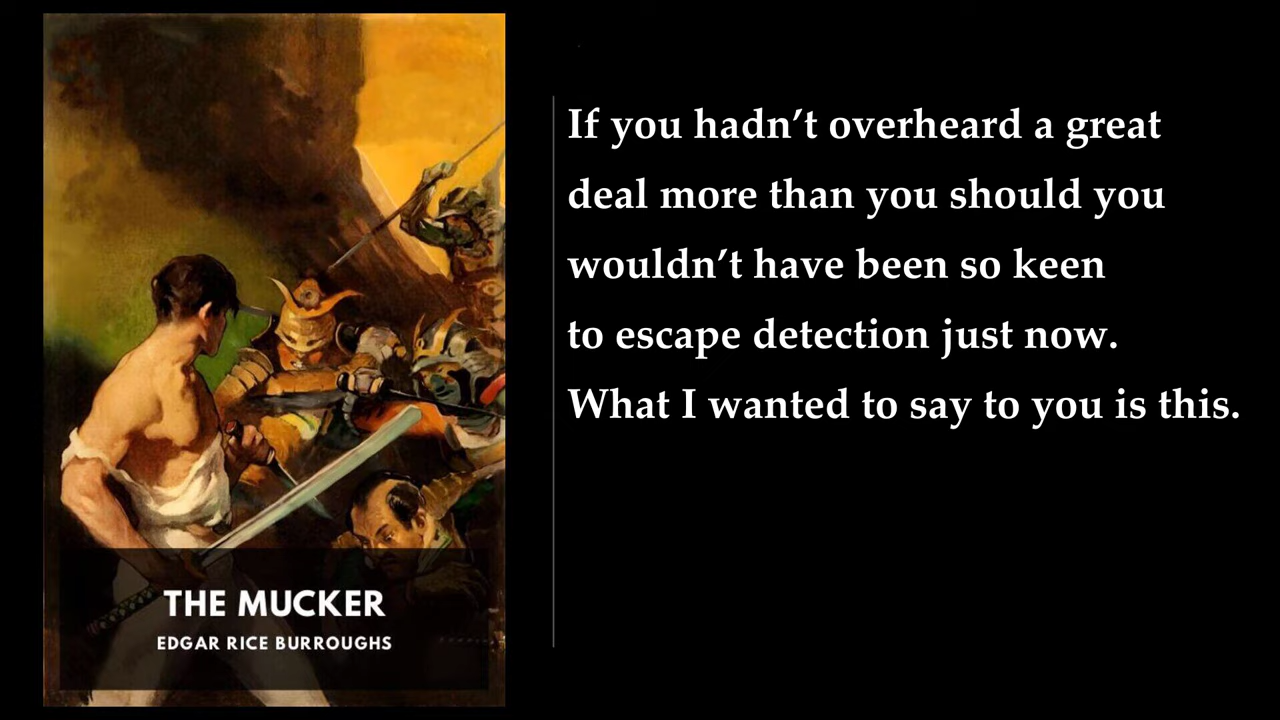 If you hadn’t overheard a great
deal more than you should you
wouldn’t have been so keen
to escape detection just now.
What I wanted to say to you is this.
THE MUCKER
EDGAR RICE BURROUGHS